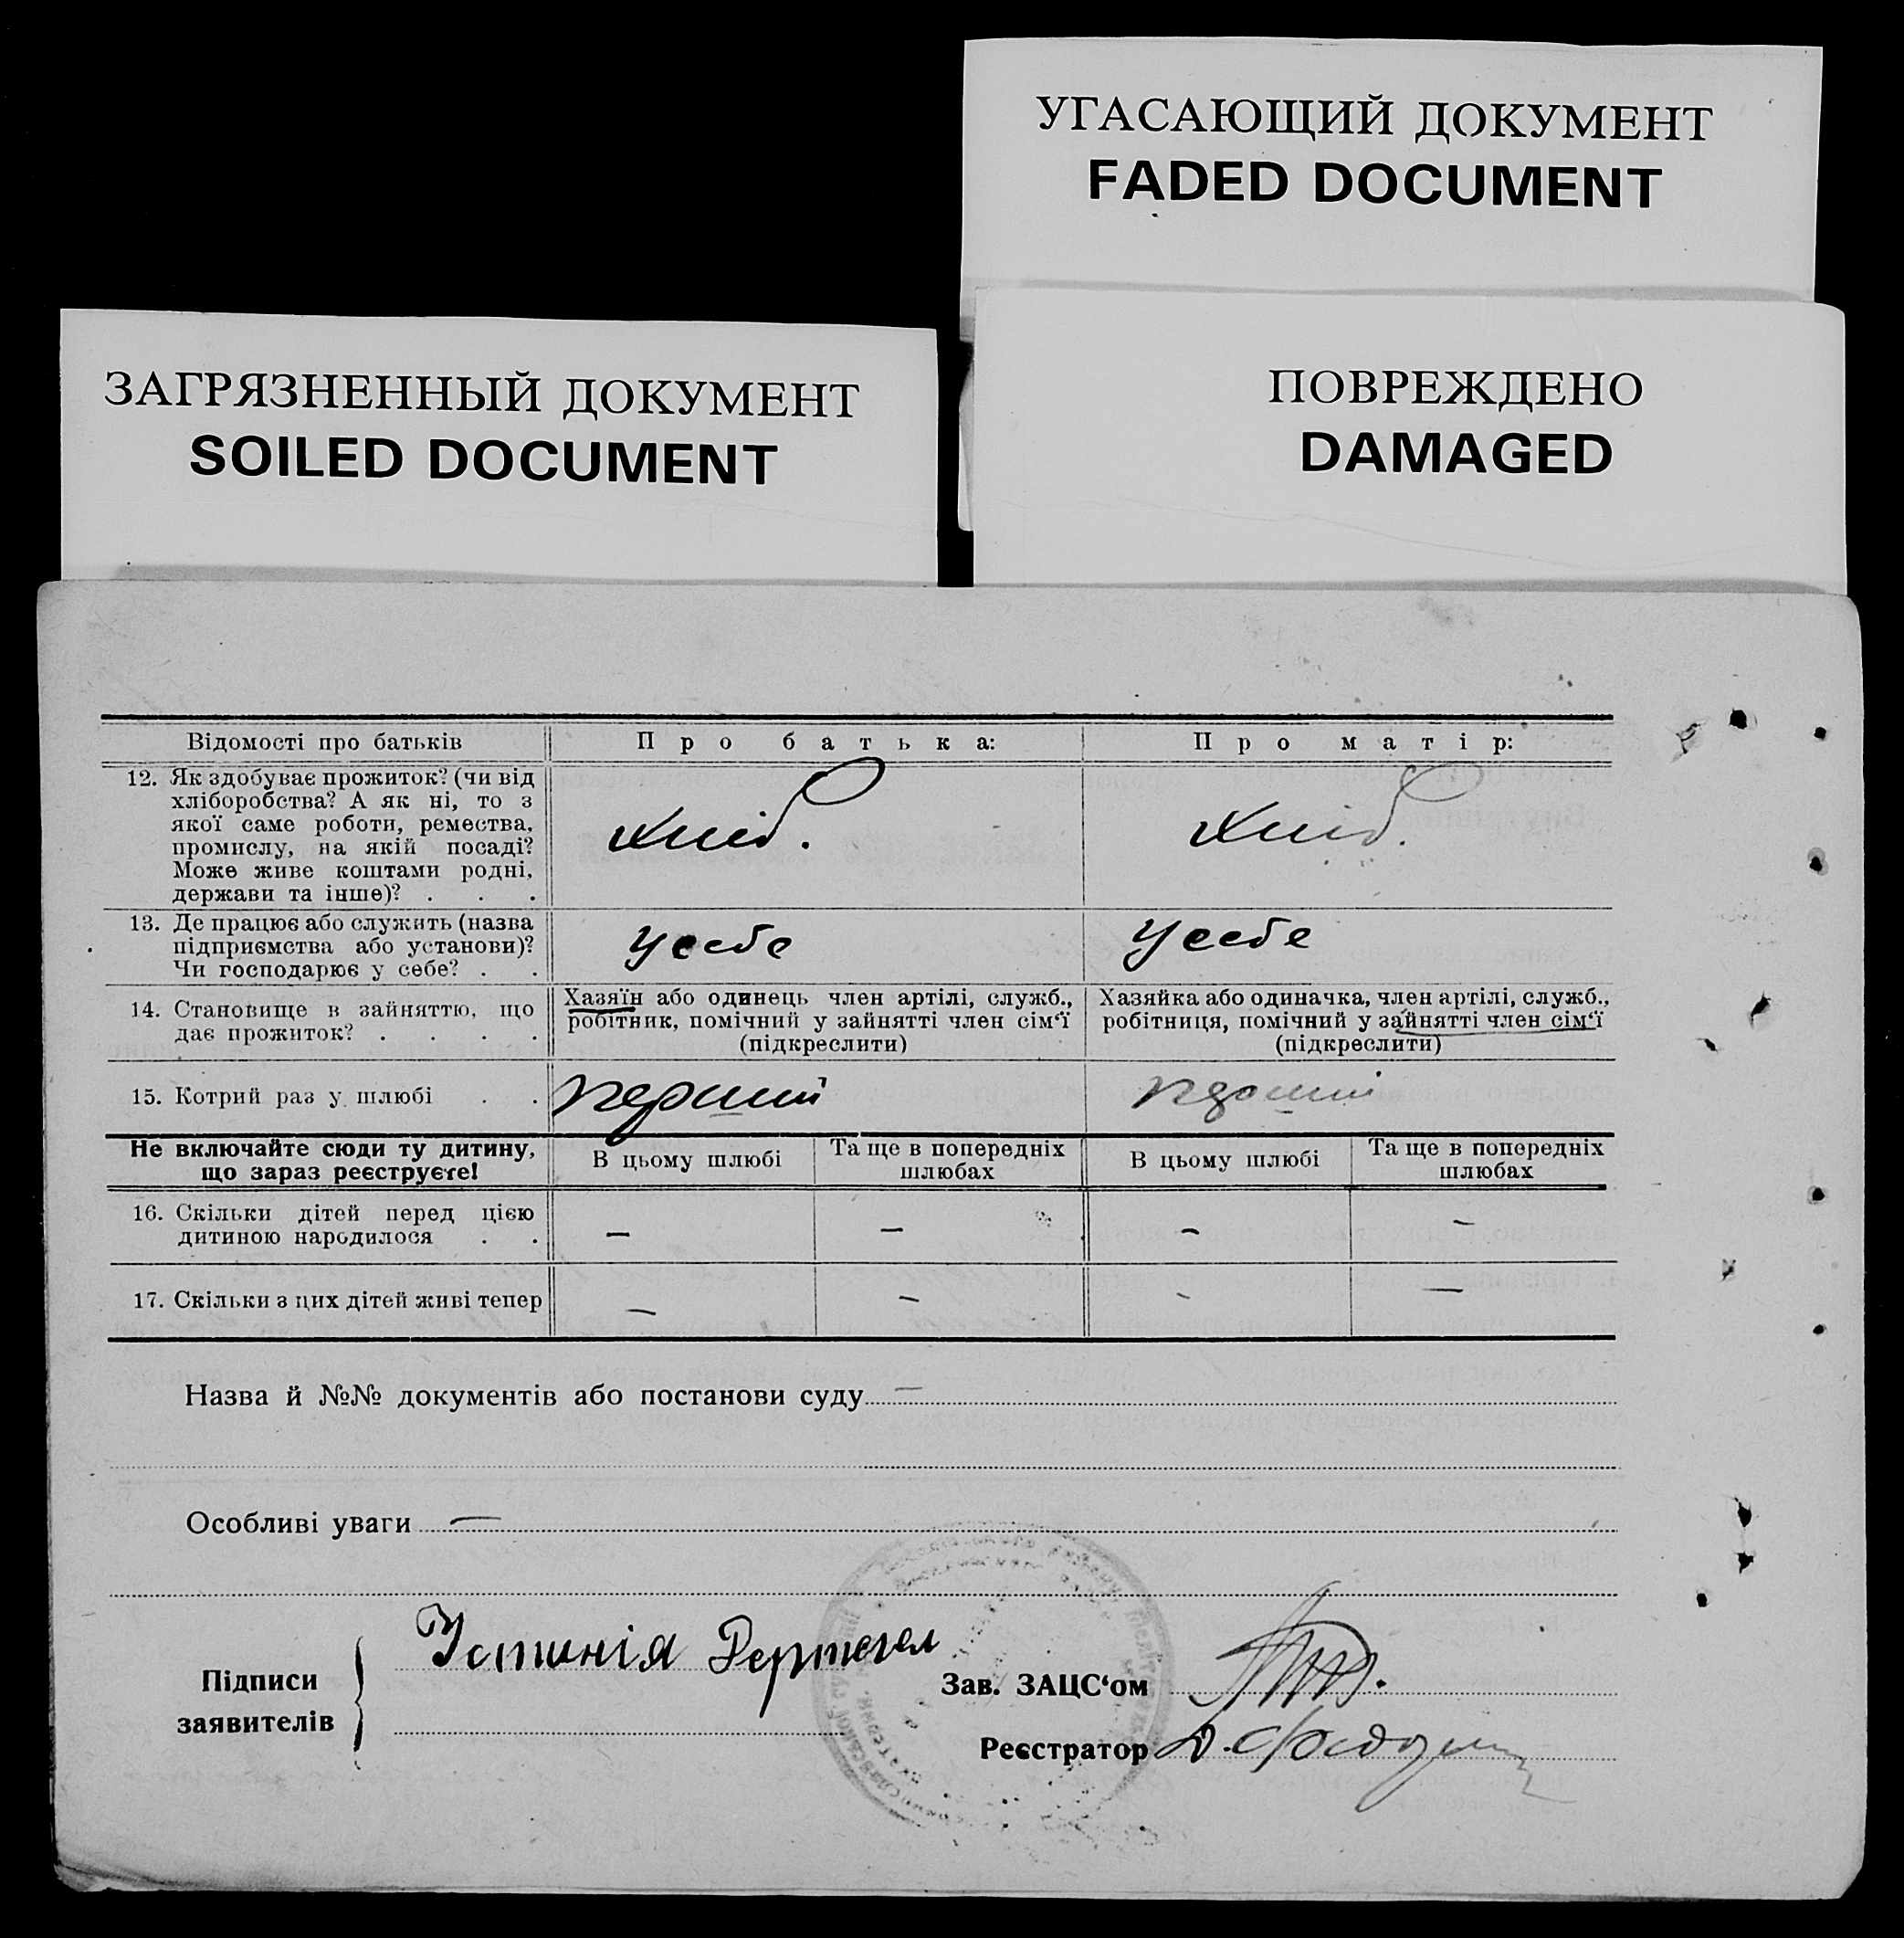 УГАСАЮЩИЙ ДОКУМЕНТ
FADED DOCUMENT
ЗАГРЯЗНЕННЫЙ ДОКУМЕНТ
SOILED DOCUMENT
ПОВРЕЖДЕНО
DAMAGED
Відомості про батьків
Про батька:
Про матір:
12. Як здобуває прожиток? (чи від
хліборобства? А як ні, то з
якої саме роботи, ремества,
промислу, на якій посаді?
Може живе коштами родні,
держави та інше)? . . .
хліб.
хліб.
13. Де працює або служить (назва
підприємства або установи)?
Чи господарює у себе? . .
У себе
У себе
14. Становище в зайняттю, що
дає прожиток? . . . .
Хазяїн або одинець член артілі, служб.,
робітник, помічний у зайнятті член сім‘ї
(підкреслити)
Хазяйка або одиначка, член артілі, служб.,
робітниця, помічний у зайнятті член сім‘ї
(підкреслити)
15. Котрий раз у шлюбі . .
перший
перший
Не включайте сюди ту дитину,
що зараз реєструєте!
В цьому шлюбі
Та ще в попередніх
шлюбах
В цьому шлюбі
Та ще в попередніх
шлюбах
16. Скільки дітей перед цією
дитиною народилося . .
— — — —
17. Скільки з цих дітей живі тепер
— — - —
Назва й №№ документів або постанови суду —
Особливі уваги —
Підписи
заявителів
Устинія
Зав. ЗАЦС‘ом
Реєстратор